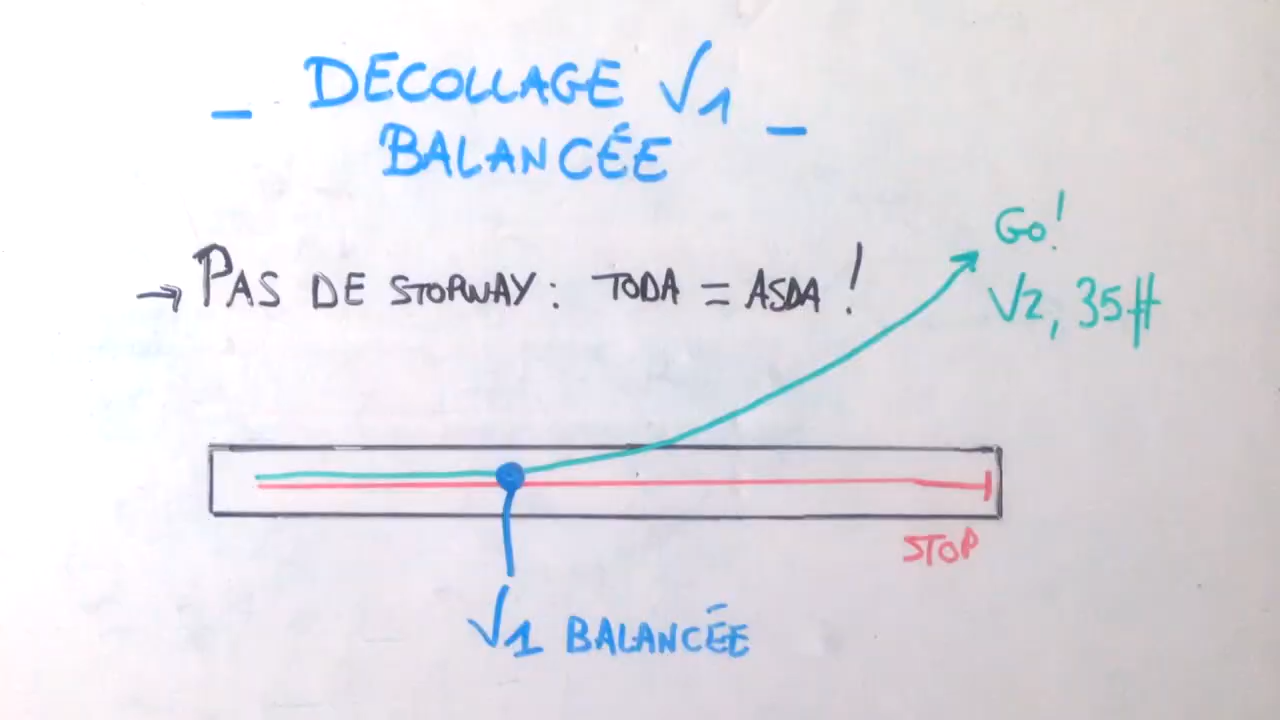 - DECOLLAGE V1 -
BALANCÉE
→ PAS DE STOPWAY: TODA = ASDA!
Go!
V2, 35ft
STOP
V1 BALANCÉE